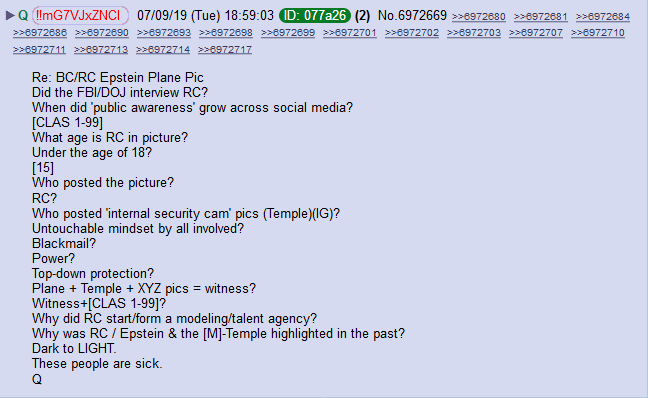 Q !!mG7VJxZNCI 07/09/19 (Tue) 18:59:03 ID: 077a26 (2) No.6972669 >>6972680 >>6972681 >>6972684
>>6972686 >>6972690 >>6972693 >>6972698 >>6972699 >>6972701 >>6972702 >>6972703 >>6972707 >>6972710
>>6972711 >>6972713 >>6972714 >>6972717
Re: BC/RC Epstein Plane Pic
Did the FBI/DOJ interview RC?
When did 'public awareness' grow across social media?
[CLAS 1-99]
What age is RC in picture?
Under the age of 18?
[15]
Who posted the picture?
RC?
Who posted 'internal security cam' pics (Temple)(IG)?
Untouchable mindset by all involved?
Blackmail?
Power?
Top-down protection?
Plane + Temple + XYZ pics = witness?
Witness+[CLAS 1-99]?
Why did RC start/form a modeling/talent agency?
Why was RC / Epstein & the [M]-Temple highlighted in the past?
Dark to LIGHT.
These people are sick.
Q